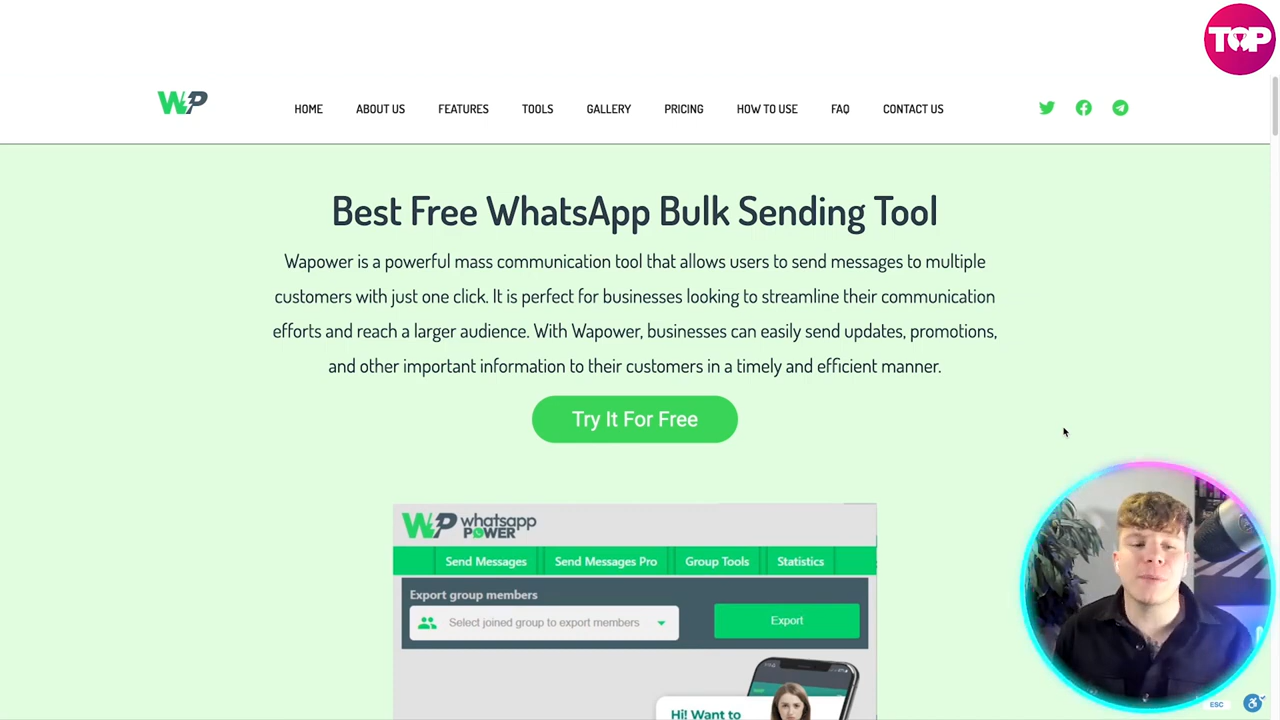 TOP
WP
HOME
ABOUT US
FEATURES
TOOLS
GALLERY
PRICING
HOW TO USE
FAQ
CONTACT US
Best Free WhatsApp Bulk Sending Tool
Wapower is a powerful mass communication tool that allows users to send messages to multiple
customers with just one click. It is perfect for businesses looking to streamline their communication
efforts and reach a larger audience. With Wapower, businesses can easily send updates, promotions,
and other important information to their customers in a timely and efficient manner.
Try It For Free
WP whatsapp
POWER
Send Messages
Send Messages Pro
Group Tools
Statistics
Export group members
Select joined group to export members
Export
Hi! Want to
ESC